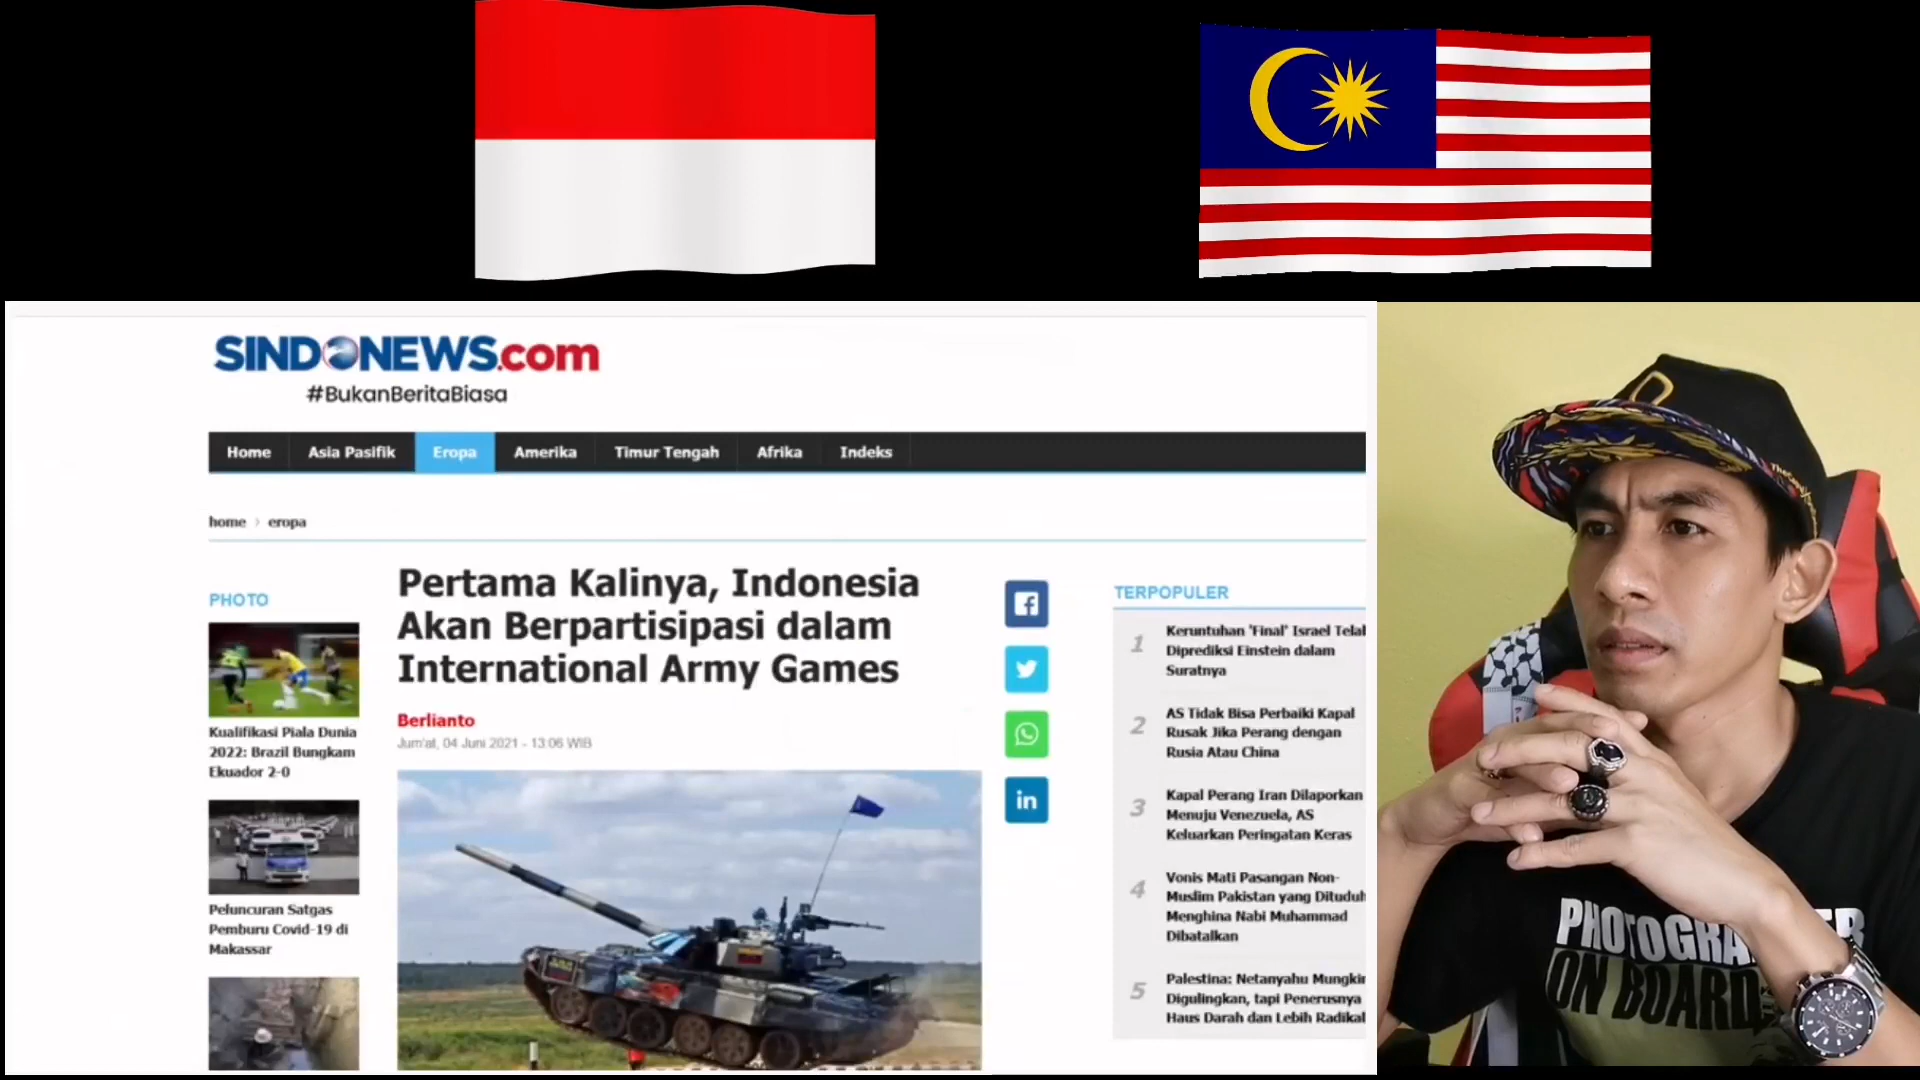 SINDONEWS.com
#BukanBeritaBiasa
Home
Asia Pasifik
Eropa
Amerika
Timur Tengah
Afrika
Indeks
home › eropa
PHOTO
Kualifikasi Piala Dunia
2022: Brazil Bungkam
Ekuador 2-0
Peluncuran Satgas
Pemburu Covid-19 di
Makassar
Pertama Kalinya, Indonesia
Akan Berpartisipasi dalam
International Army Games
Berlianto
Jum'at, 04 Juni 2021 - 13:06 WIB
f
in
TERPOPULER
1
Keruntuhan 'Final' Israel Telah
Diprediksi Einstein dalam
Suratnya
2
AS Tidak Bisa Perbaiki Kapal
Rusak Jika Perang dengan
Rusia Atau China
3
Kapal Perang Iran Dilaporkan
Menuju Venezuela, AS
Keluarkan Peringatan Keras
4
Vonis Mati Pasangan Non-
Muslim Pakistan yang Dituduh
Menghina Nabi Muhammad
Dibatalkan
5
Palestina: Netanyahu Mungkin
Digulingkan, tapi Penerusnya
Haus Darah dan Lebih Radikal
ON BOARD